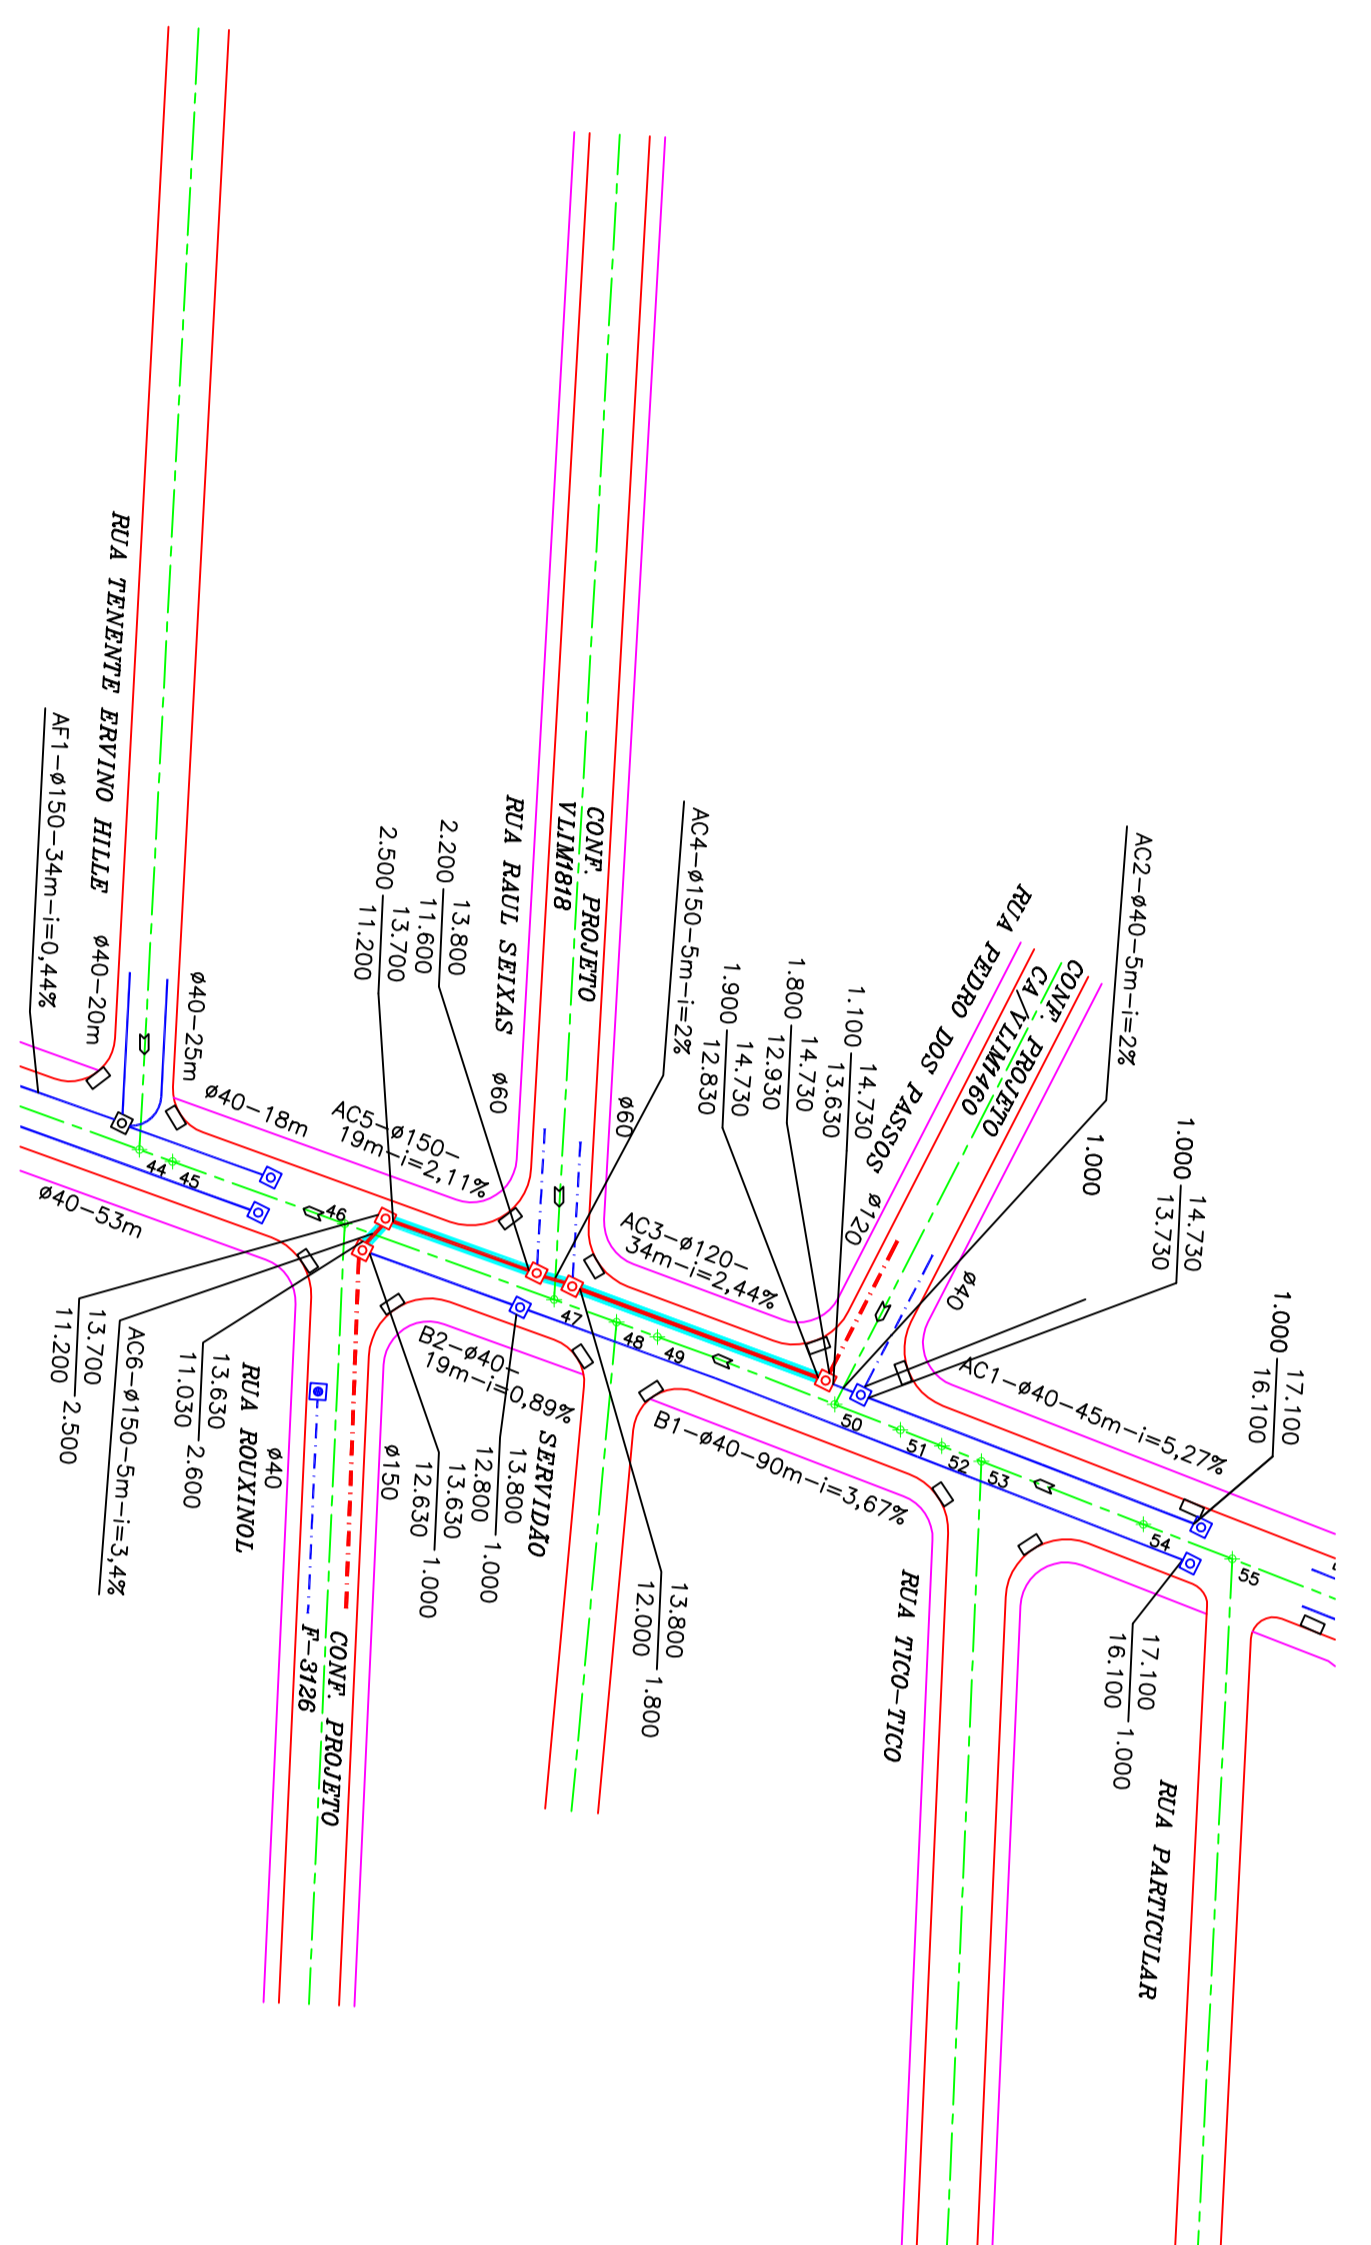 RUA TENENTE ERVINO HILLE
ø40-20m
AF1-ø150-34m-i=0,44%
ø40-25m
ø40-18m
ø40-53m
AC5-ø150-
19m-i=2,11%
2.500
13.700
11.200
2.200
13.800
11.600
RUA RAUL SEIXAS
ø60
CONF. PROJETO
VLIM1818
ø60
AC4-ø150-5m-i=2%
AC3-ø120-
34m-i=2,44%
1.900
14.730
12.830
1.800
14.730
12.930
1.100
14.730
13.630
RUA PEDRO DOS PASSOS
ø120
CONF. PROJETO
CA/VLIM1460
ø40
AC2-ø40-5m-i=2%
1.000
1.000
14.730
13.730
1.000
17.100
16.100
AC1-ø40-45m-i=5,27%
44
45
46
47
48
49
50
51
52
53
54
55
13.700
11.200
2.500
AC6-ø150-5m-i=3,4%
13.630
11.030
2.600
RUA ROUXINOL
ø40
F-3126
CONF. PROJETO
ø150
B2-ø40-
19m-i=0,89%
13.630
12.630
1.000
13.800
12.800
1.000
SERVIDÃO
13.800
12.000
1.800
B1-ø40-90m-i=3,67%
RUA TICO-TICO
17.100
16.100
1.000
RUA PARTICULAR